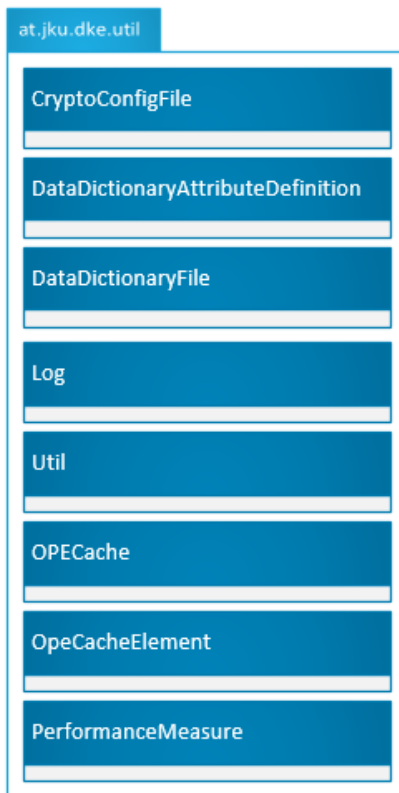 at.jku.dke.util
CryptoConfigFile
DataDictionaryAttributeDefinition
DataDictionaryFile
Log
Util
OPECache
OpeCacheElement
PerformanceMeasure